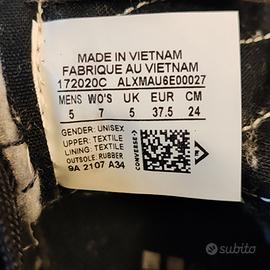 MADE IN VIETNAM
FABRIQUE AU VIETNAM
172020C ALXMAU6E00027
MENS WO'S UK EUR CM
5 7 5 37.5 24
GENDER: UNISEX
UPPER: TEXTILE
LINING: TEXTILE
OUTSOLE: RUBBER
9A 2107 A34
CONVERSE
subito